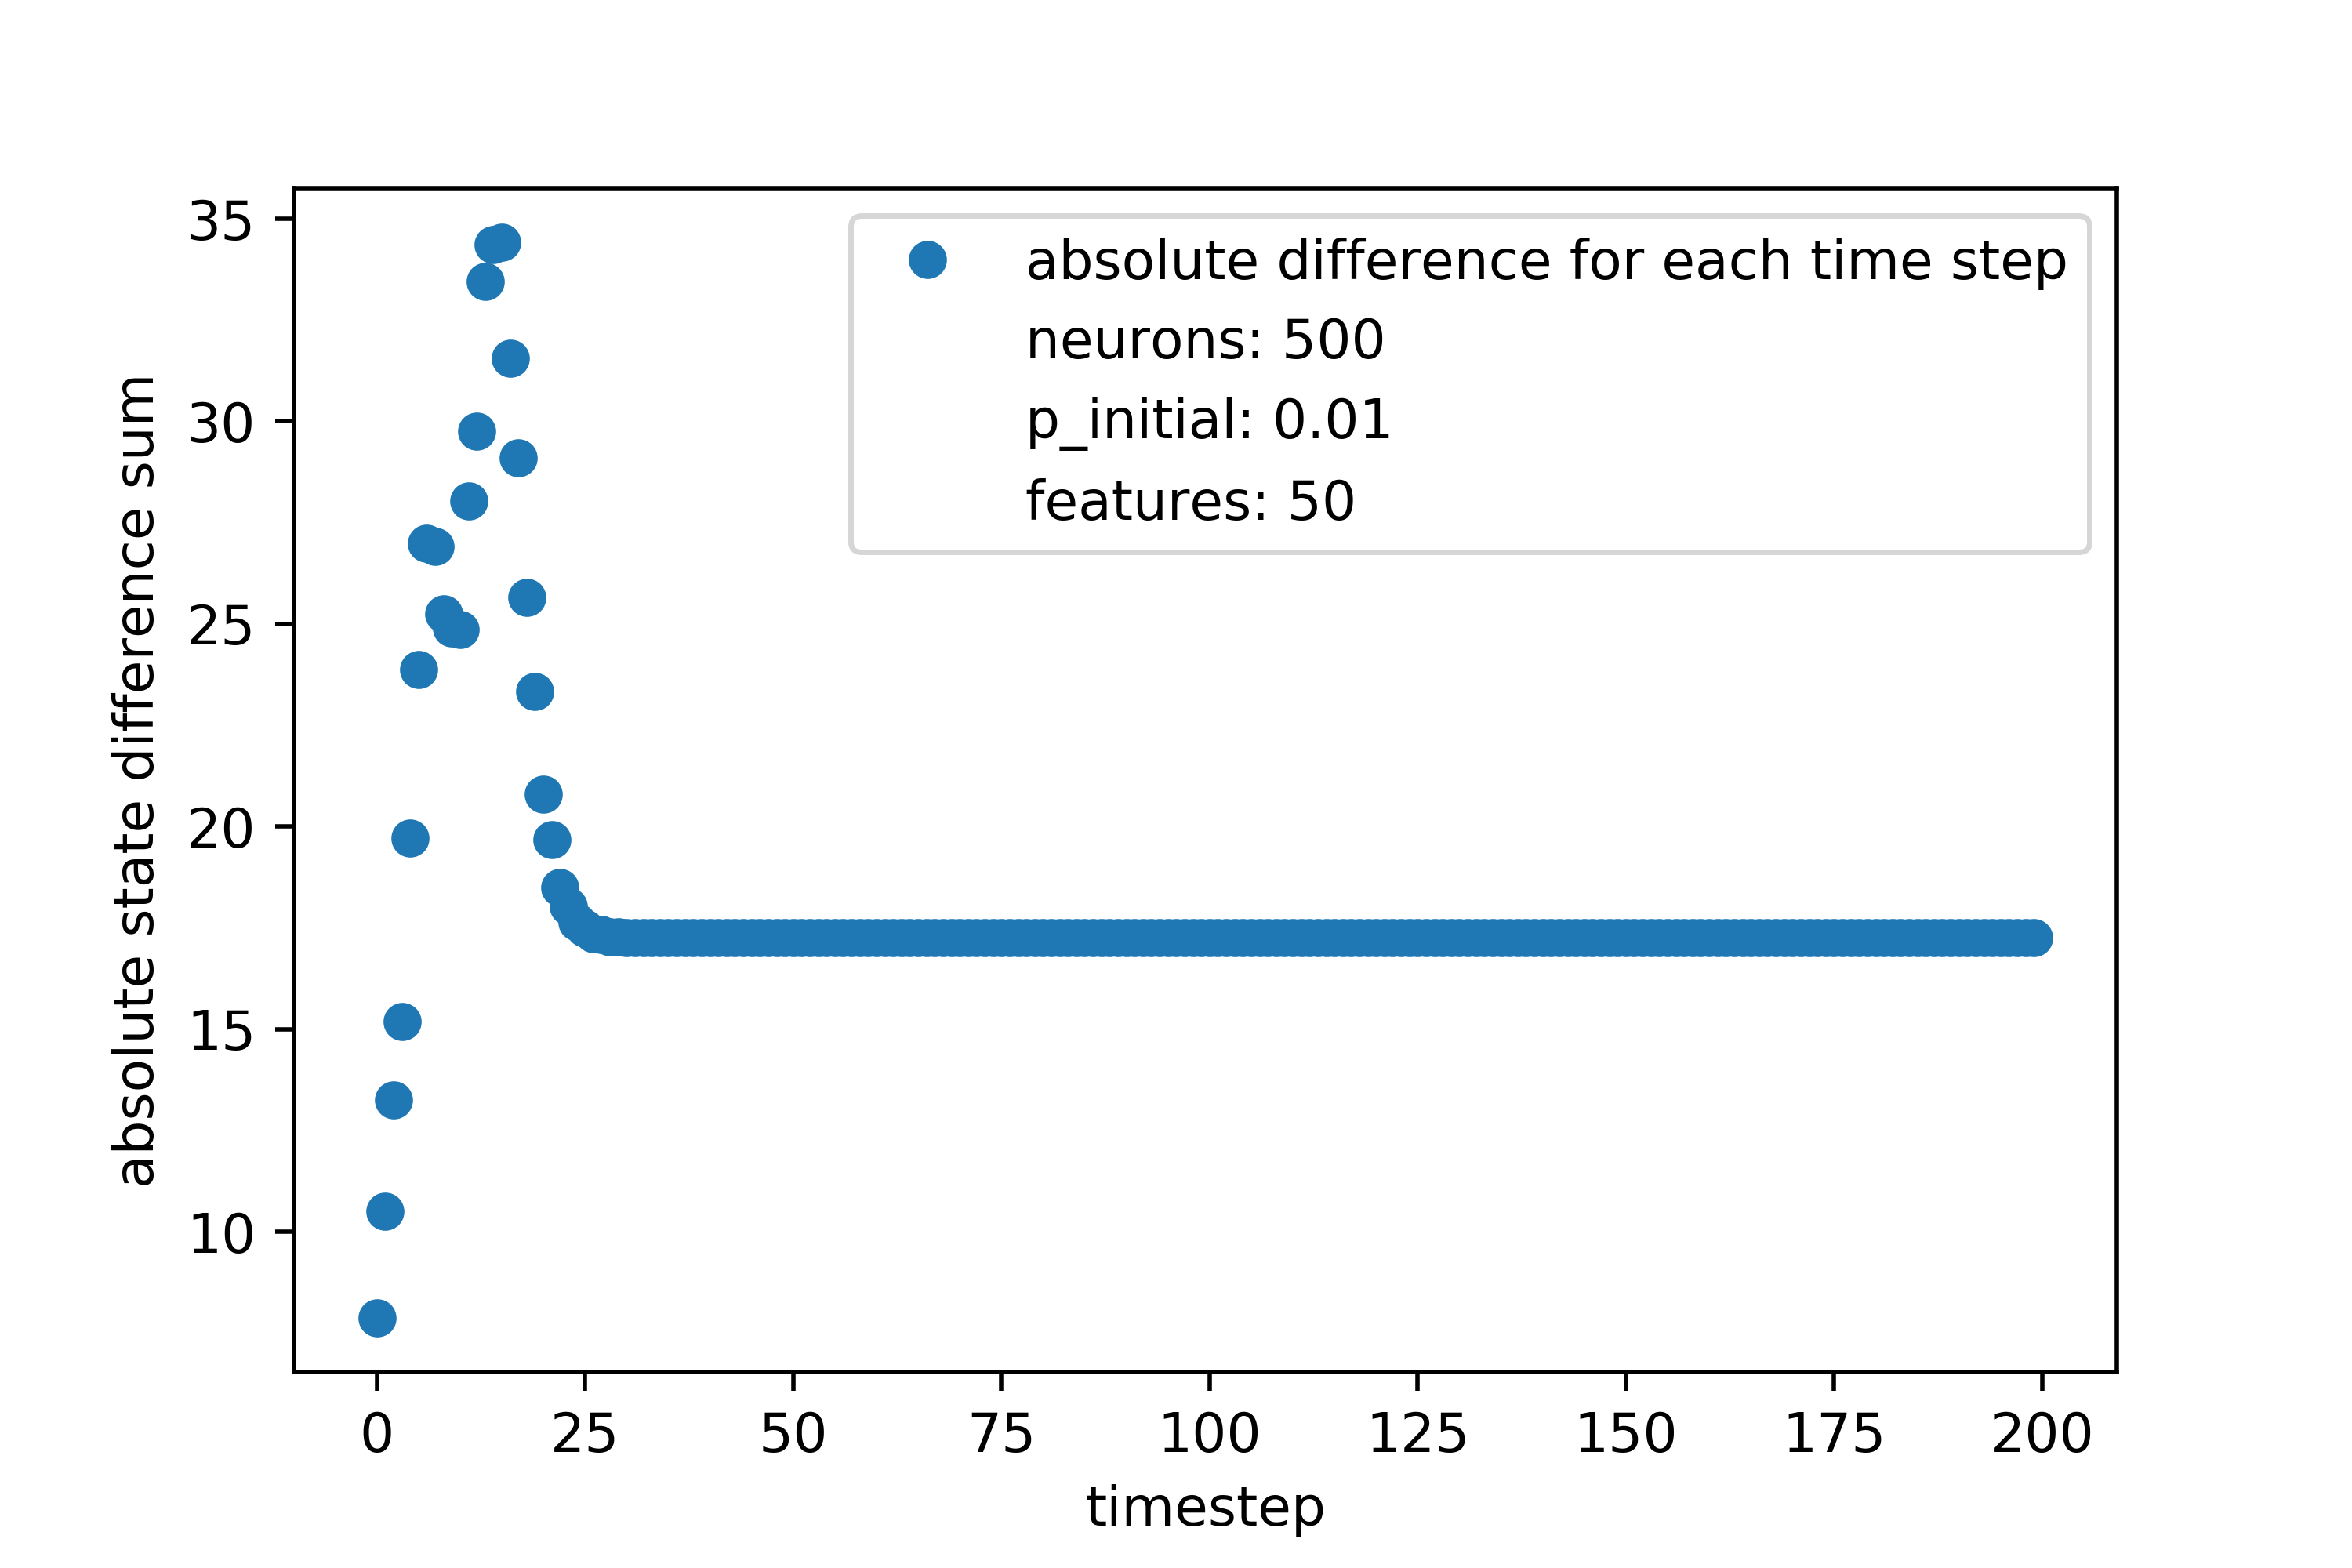 absolute difference for each time step
neurons: 500
p_initial: 0.01
features: 50
absolute state difference sum
35
30
25
20
15
10
0 25 50 75 100 125 150 175 200
timestep